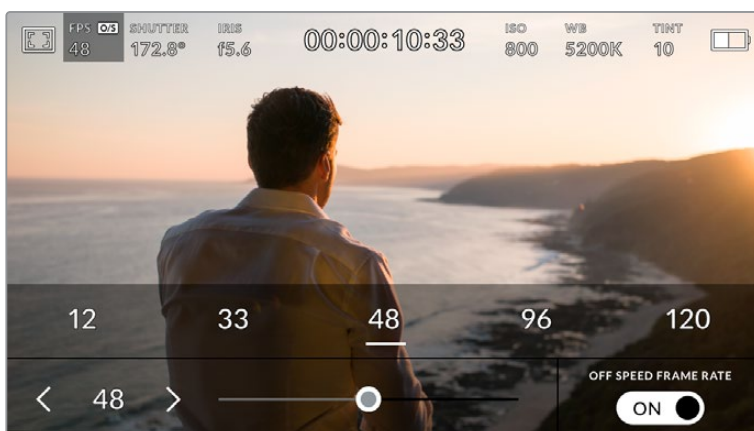 FPS O/S SHUTTER IRIS ISO WB TINT
48 172.8° f5.6 00:00:10:33 800 5200K 10
12 33 48 96 120
OFF SPEED FRAME RATE
48 ON